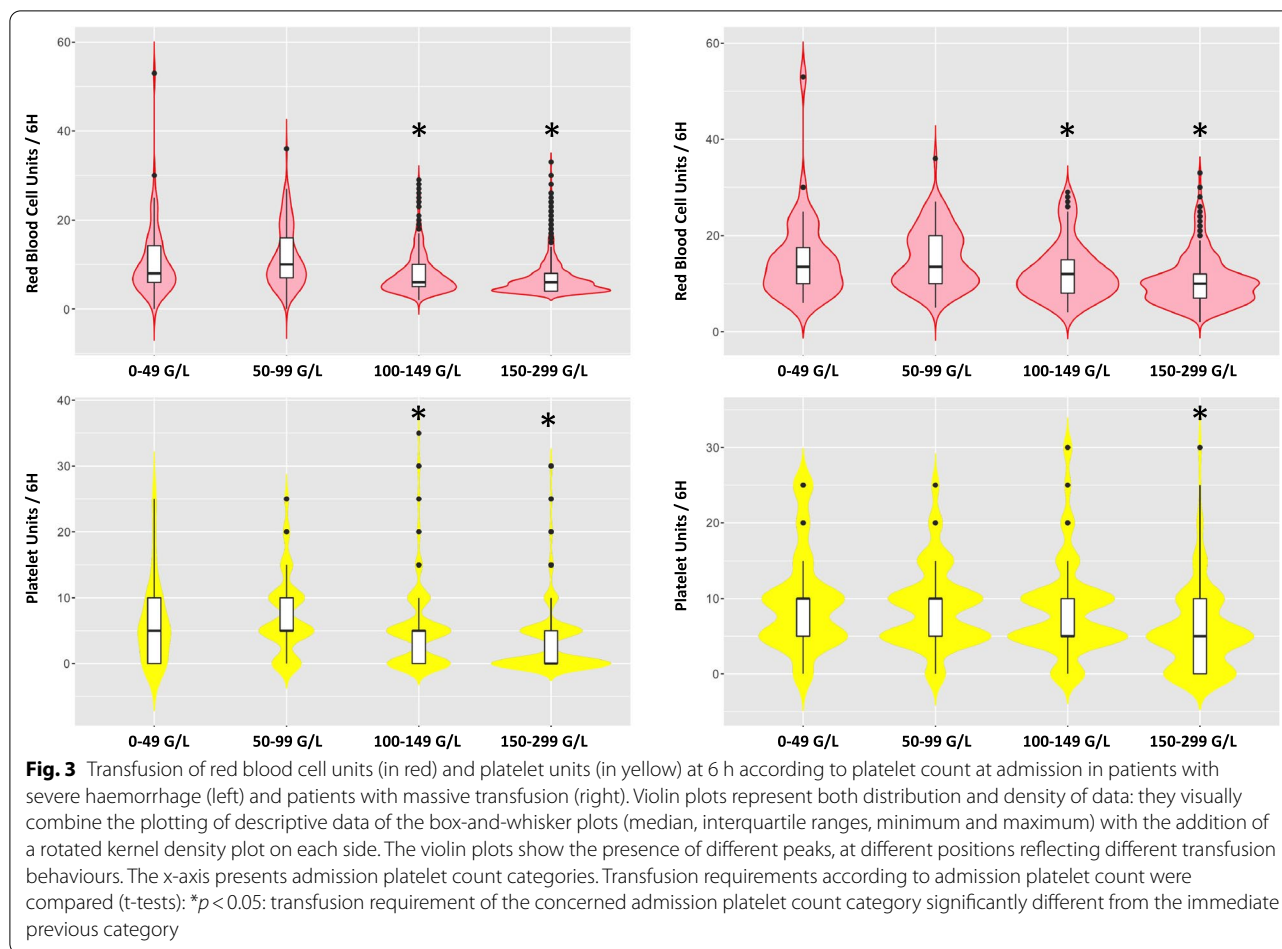 60
40
20
0
Red Blood Cell Units / 6H
*
*
0-49 G/L 50-99 G/L 100-149 G/L 150-299 G/L
60
40
20
0
Red Blood Cell Units / 6H
*
*
0-49 G/L 50-99 G/L 100-149 G/L 150-299 G/L
40
30
20
10
0
Platelet Units / 6H
*
*
0-49 G/L 50-99 G/L 100-149 G/L 150-299 G/L
30
20
10
0
Platelet Units / 6H
*
0-49 G/L 50-99 G/L 100-149 G/L 150-299 G/L
Fig. 3 Transfusion of red blood cell units (in red) and platelet units (in yellow) at 6 h according to platelet count at admission in patients with
severe haemorrhage (left) and patients with massive transfusion (right). Violin plots represent both distribution and density of data: they visually
combine the plotting of descriptive data of the box-and-whisker plots (median, interquartile ranges, minimum and maximum) with the addition of
a rotated kernel density plot on each side. The violin plots show the presence of different peaks, at different positions reflecting different transfusion
behaviours. The x-axis presents admission platelet count categories. Transfusion requirements according to admission platelet count were
compared (t-tests): *p < 0.05: transfusion requirement of the concerned admission platelet count category significantly different from the immediate
previous category